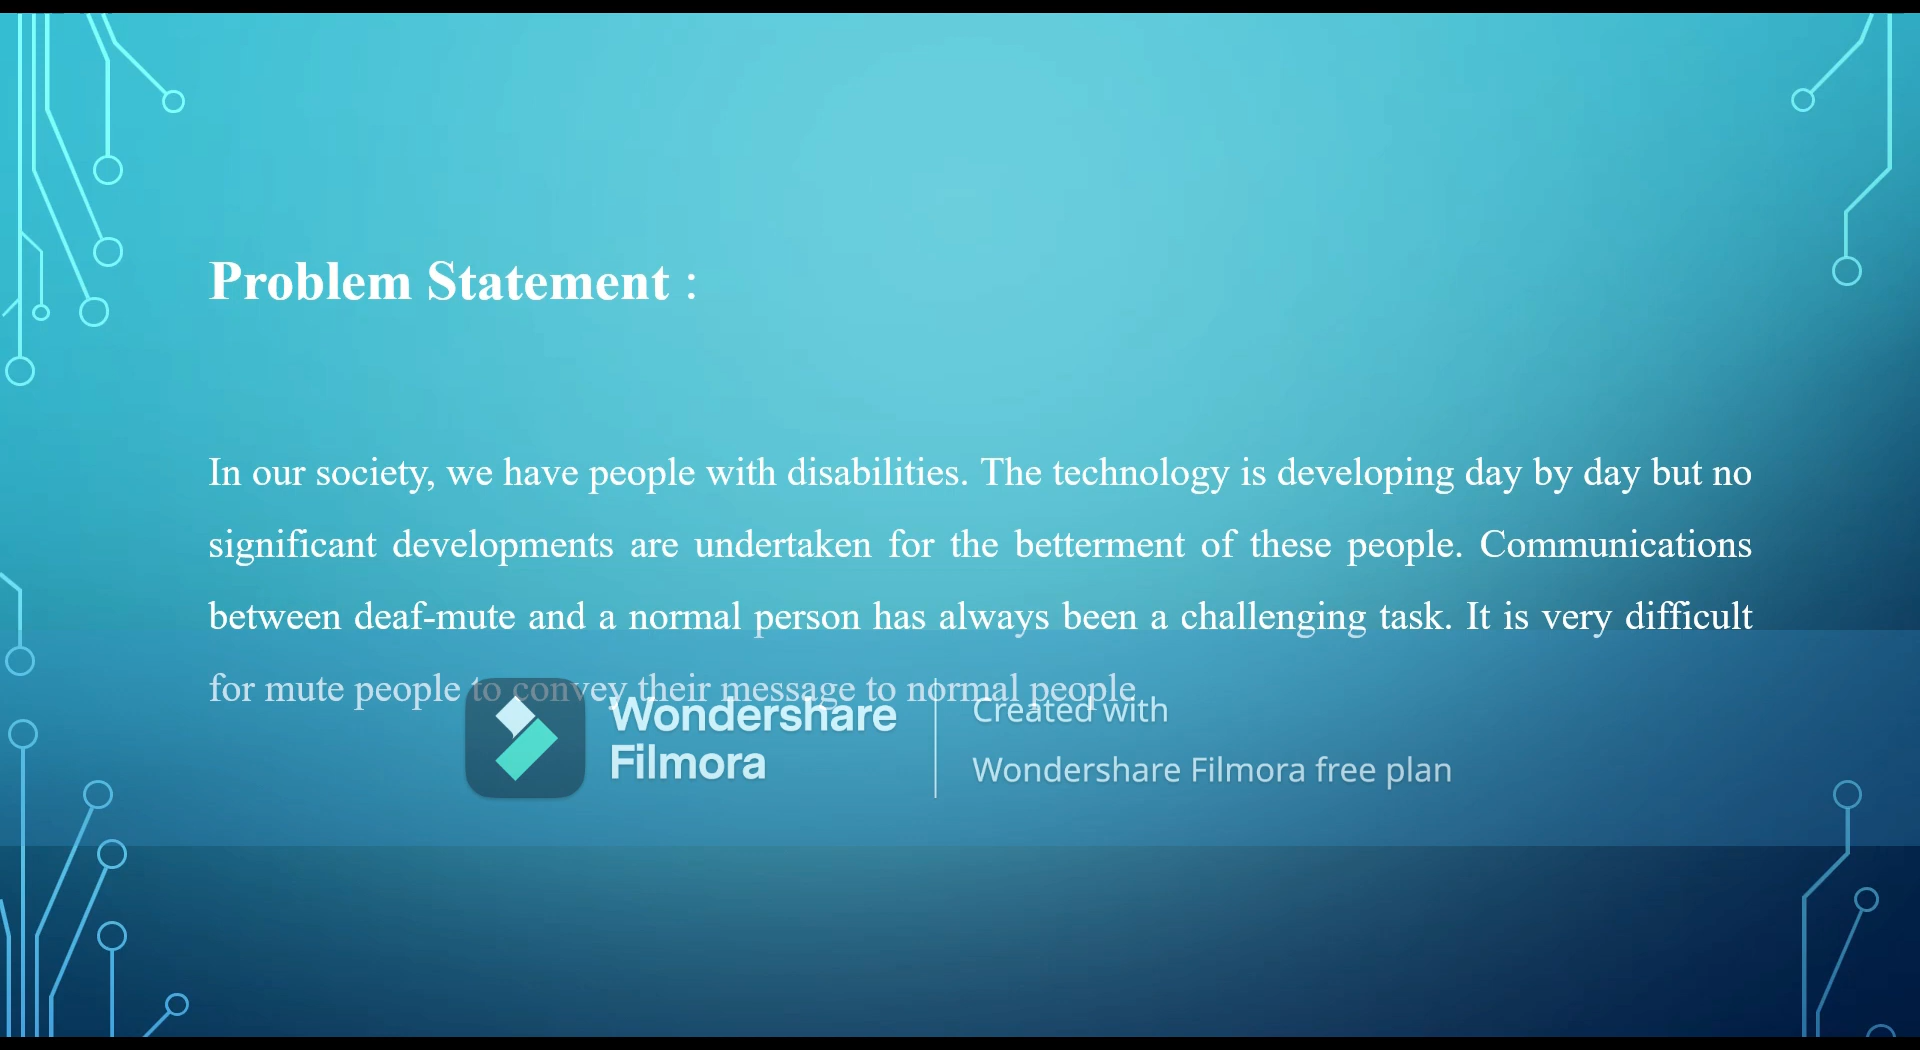 Problem Statement :
In our society, we have people with disabilities. The technology is developing day by day but no
significant developments are undertaken for the betterment of these people. Communications
between deaf-mute and a normal person has always been a challenging task. It is very difficult
for mute people to convey their message to normal people
Wondershare
Filmora
Created with
Wondershare Filmora free plan